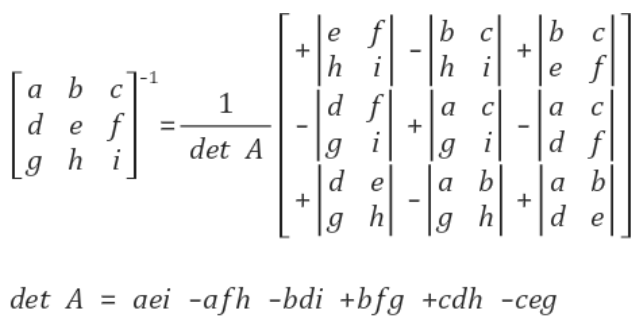 [a b c; d e f; g h i]⁻¹ = 1/(det A) [+|e f; h i| -|b c; h i| +|b c; e f|
-|d f; g i| +|a c; g i| -|a c; d f|
+|d e; g h| -|a b; g h| +|a b; d e|]
det A = aei -afh -bdi +bfg +cdh -ceg